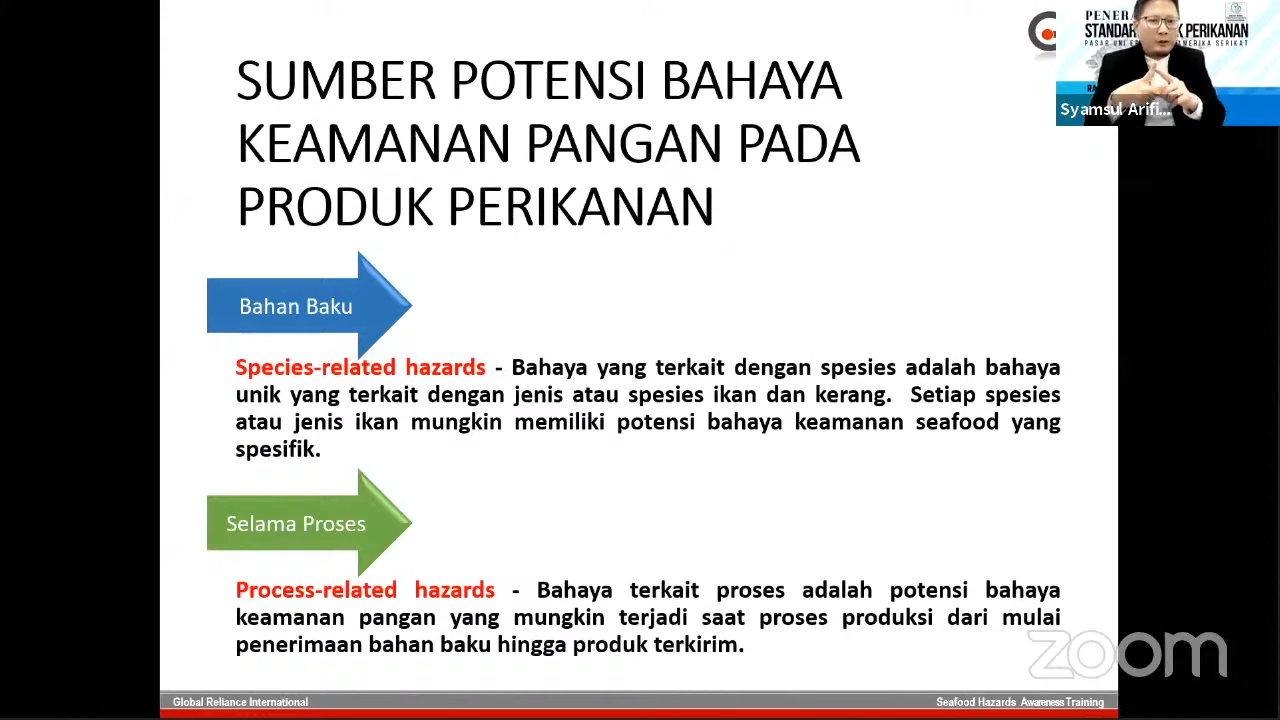 SUMBER POTENSI BAHAYA
KEAMANAN PANGAN PADA
PRODUK PERIKANAN
Bahan Baku
Species-related hazards - Bahaya yang terkait dengan spesies adalah bahaya
unik yang terkait dengan jenis atau spesies ikan dan kerang. Setiap spesies
atau jenis ikan mungkin memiliki potensi bahaya keamanan seafood yang
spesifik.
Selama Proses
Process-related hazards - Bahaya terkait proses adalah potensi bahaya
keamanan pangan yang mungkin terjadi saat proses produksi dari mulai
penerimaan bahan baku hingga produk terkirim.
Global Reliance International
Seafood Hazards Awareness Training
zoom
PERIKANAN
PASAR UNI
SERIKAT
Syamsul Arifi...